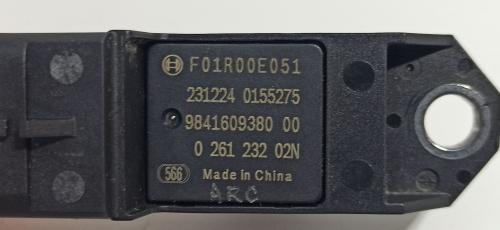 F01R00E051
231224 0155275
9841609380 00
0 261 232 02N
566 Made in China
ARC